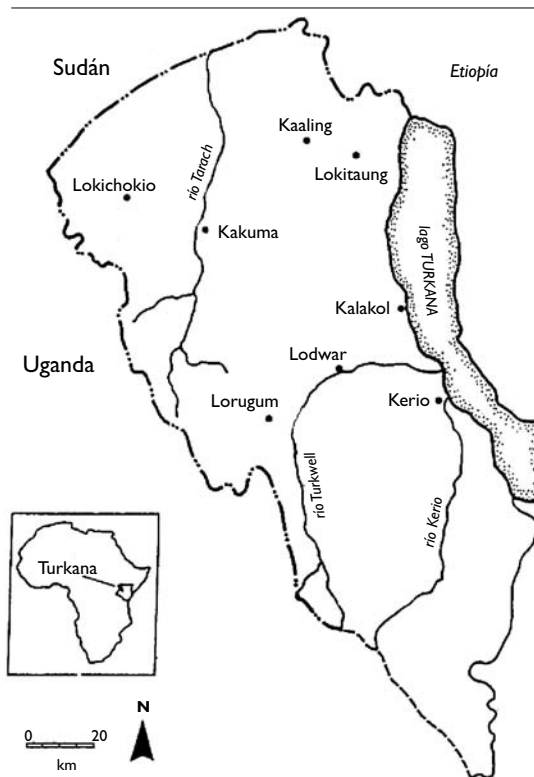 Sudán
Etiopía
Kaaling
Lokitaung
río Tarach
Lokichokio
Kakuma
lago TURKANA
Kalakol
Uganda
Lodwar
Lorugum
Kerio
río Turkwell
río Kerio
Turkana
N
0 20
km